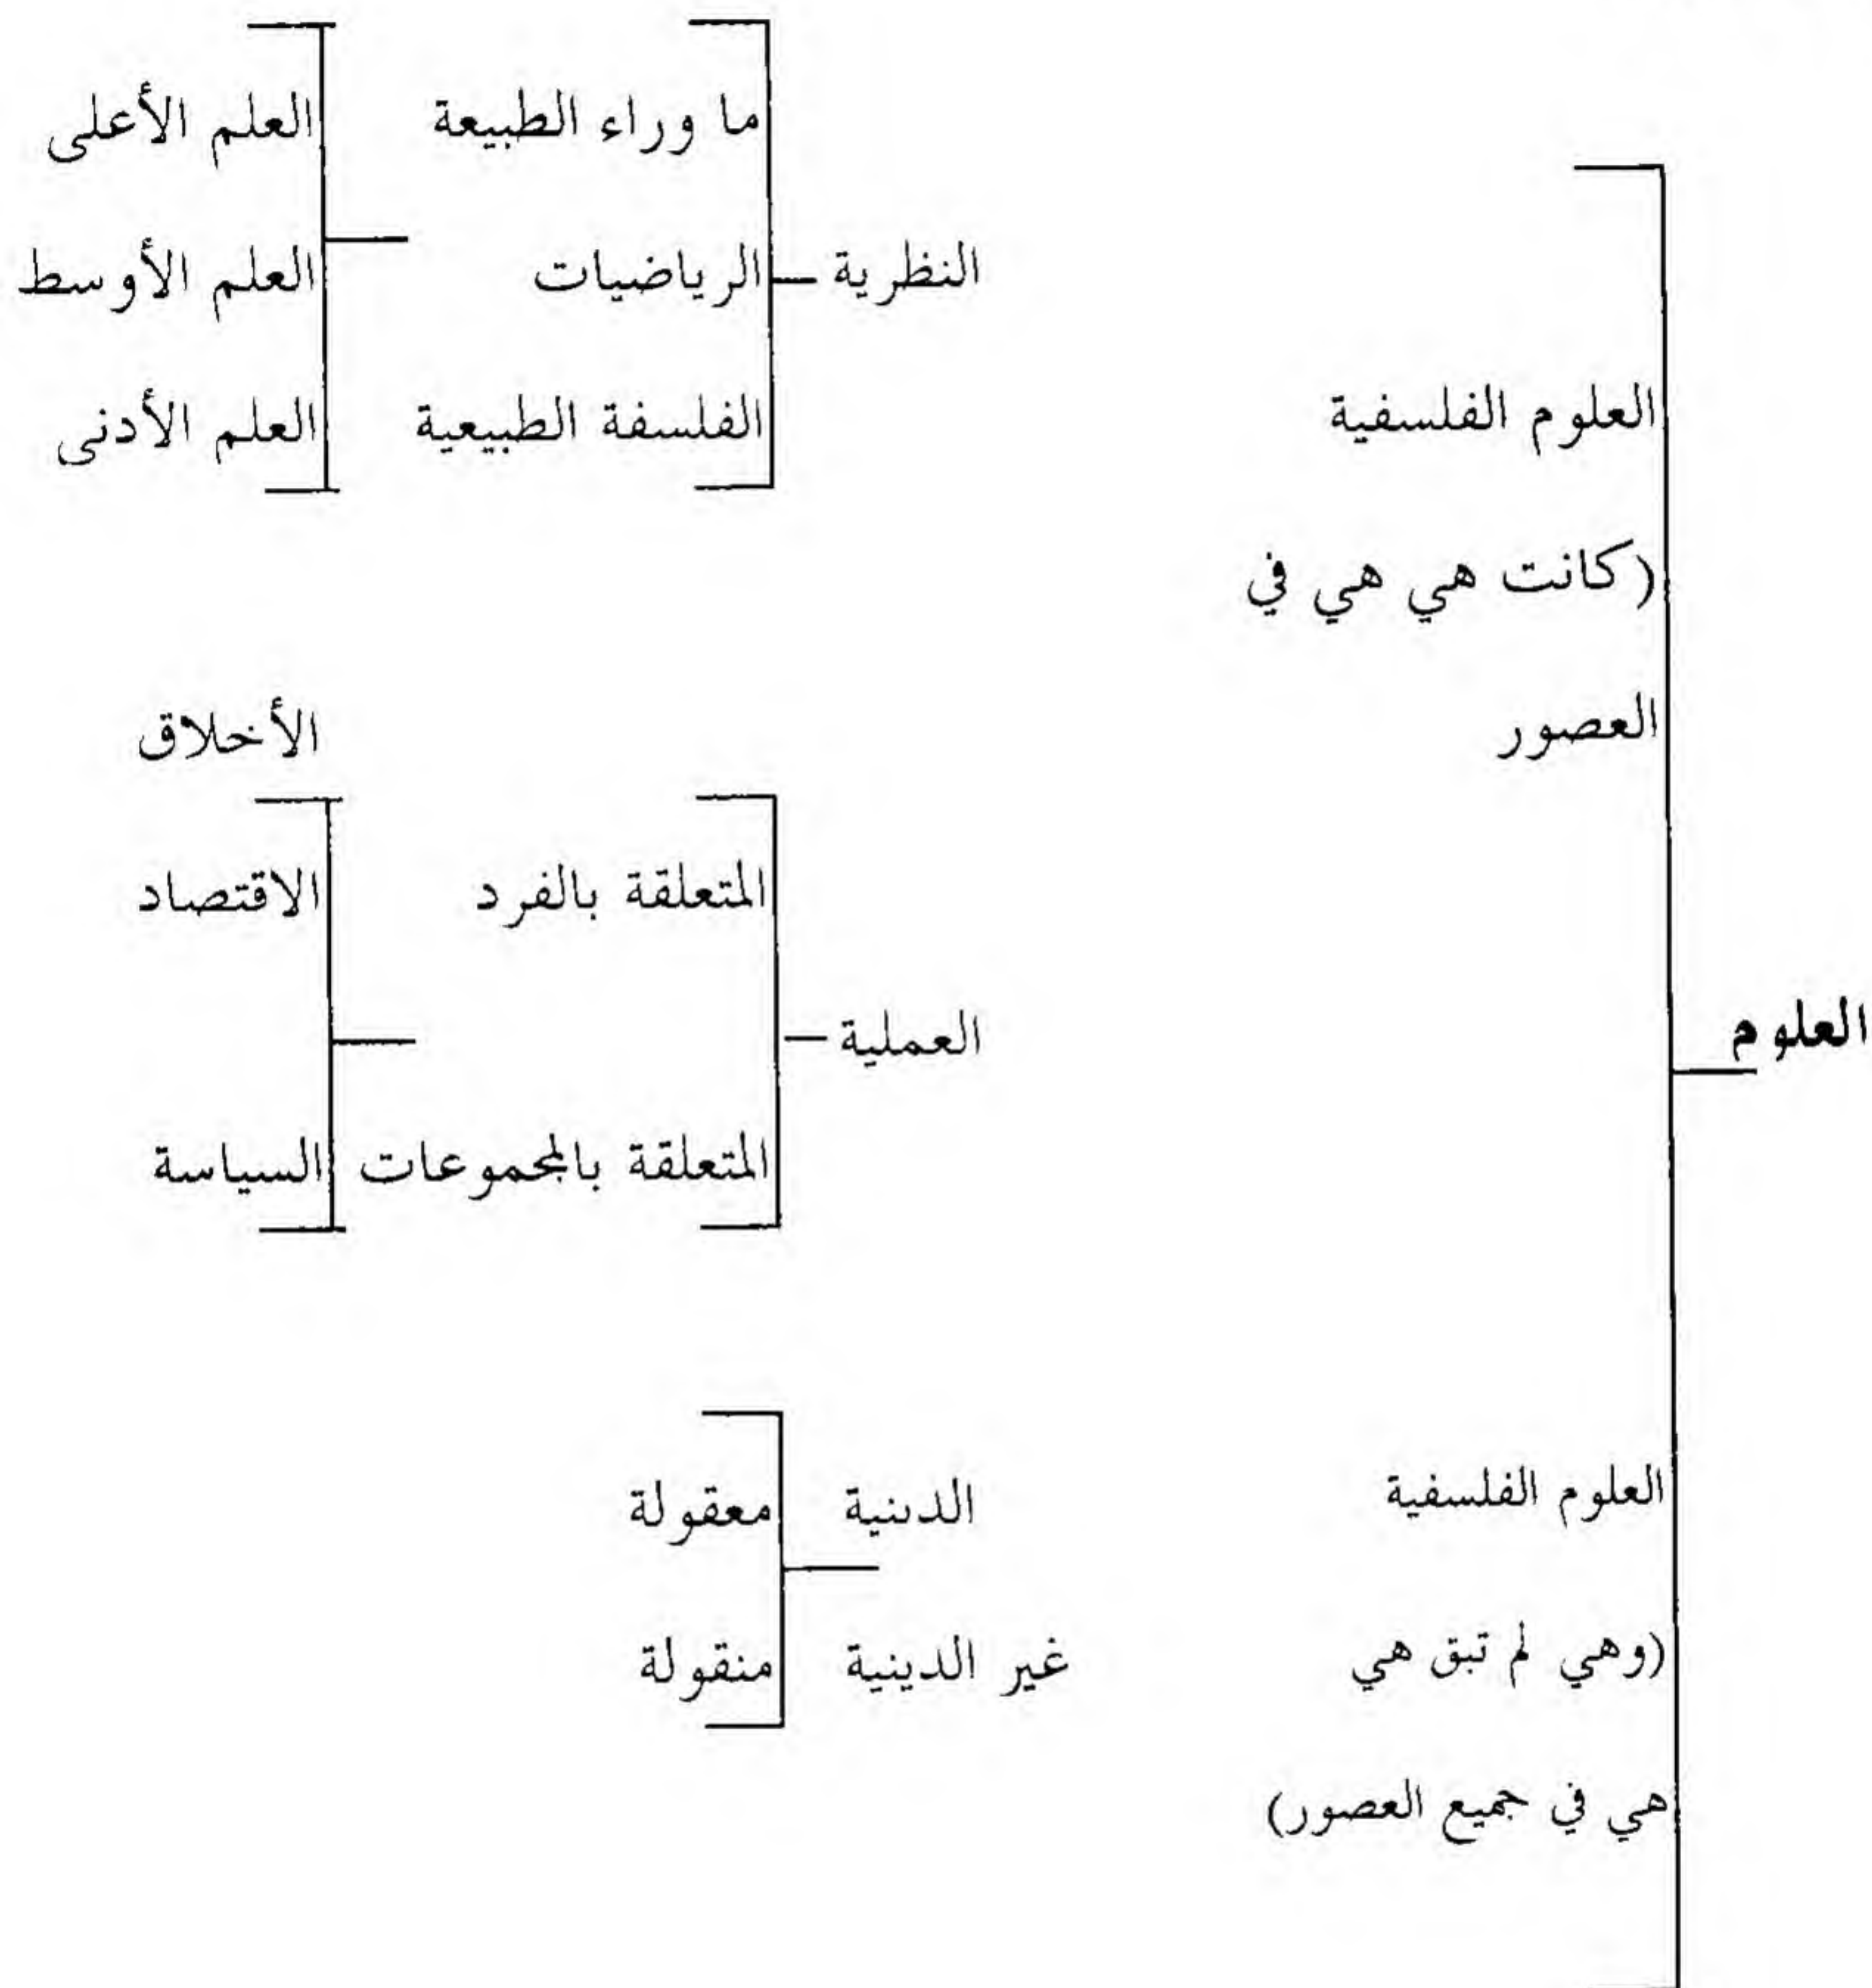 العلوم
العلوم الفلسفية
(كانت هي هي في
العصور
النظرية
ما وراء الطبيعة
الرياضيات
الفلسفة الطبيعية
العلم الأعلى
العلم الأوسط
العلم الأدنى
العملية
المتعلقة بالفرد
المتعلقة بالمجموعات
الأخلاق
الاقتصاد
السياسة
العلوم الفلسفية
(وهي لم تبق هي
هي في جميع العصور)
الدينية
غير الدينية
معقولة
منقولة